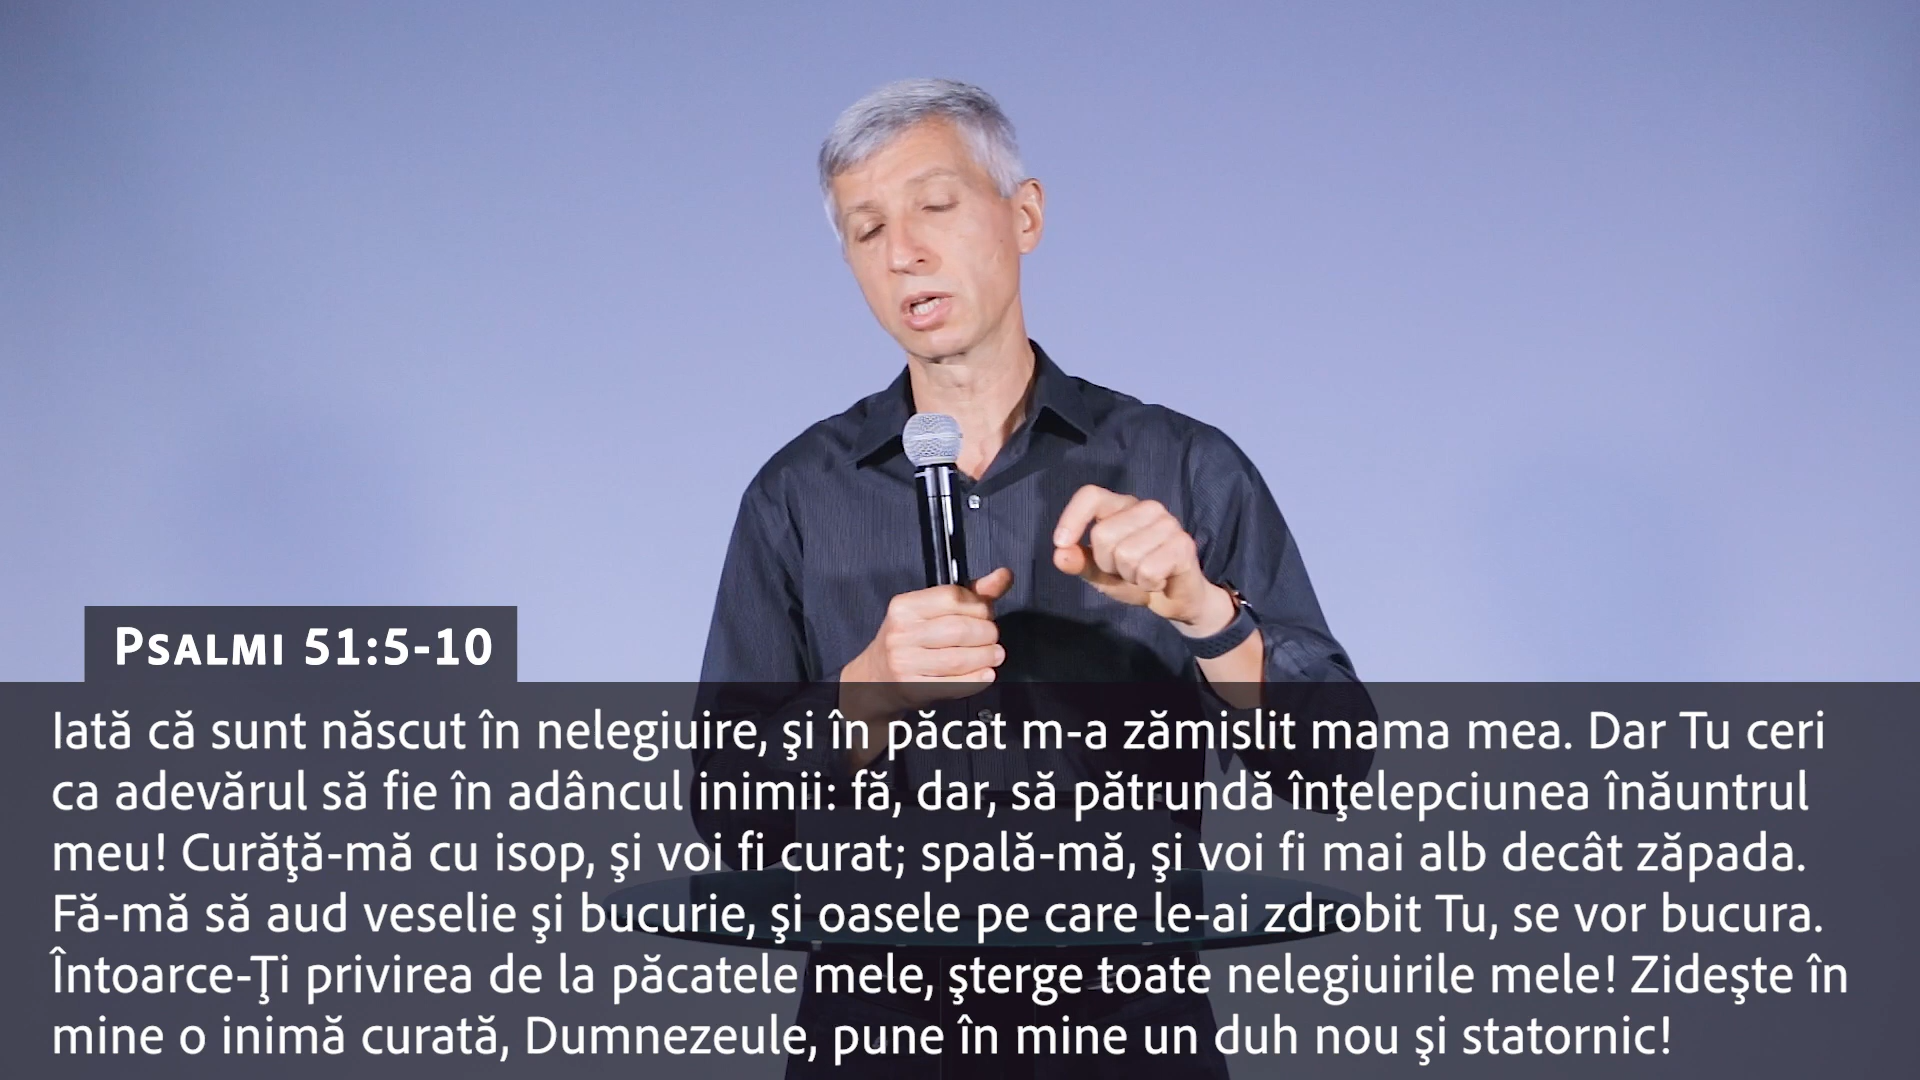 Psalmi 51:5-10
Iată că sunt născut în nelegiuire, şi în păcat m-a zămislit mama mea. Dar Tu ceri
ca adevărul să fie în adâncul inimii: fă, dar, să pătrundă înţelepciunea înăuntrul
meu! Curăţă-mă cu isop, şi voi fi curat; spală-mă, şi voi fi mai alb decât zăpada.
Fă-mă să aud veselie şi bucurie, şi oasele pe care le-ai zdrobit Tu, se vor bucura.
Întoarce-Ţi privirea de la păcatele mele, şterge toate nelegiuirile mele! Zideşte în
mine o inimă curată, Dumnezeule, pune în mine un duh nou şi statornic!